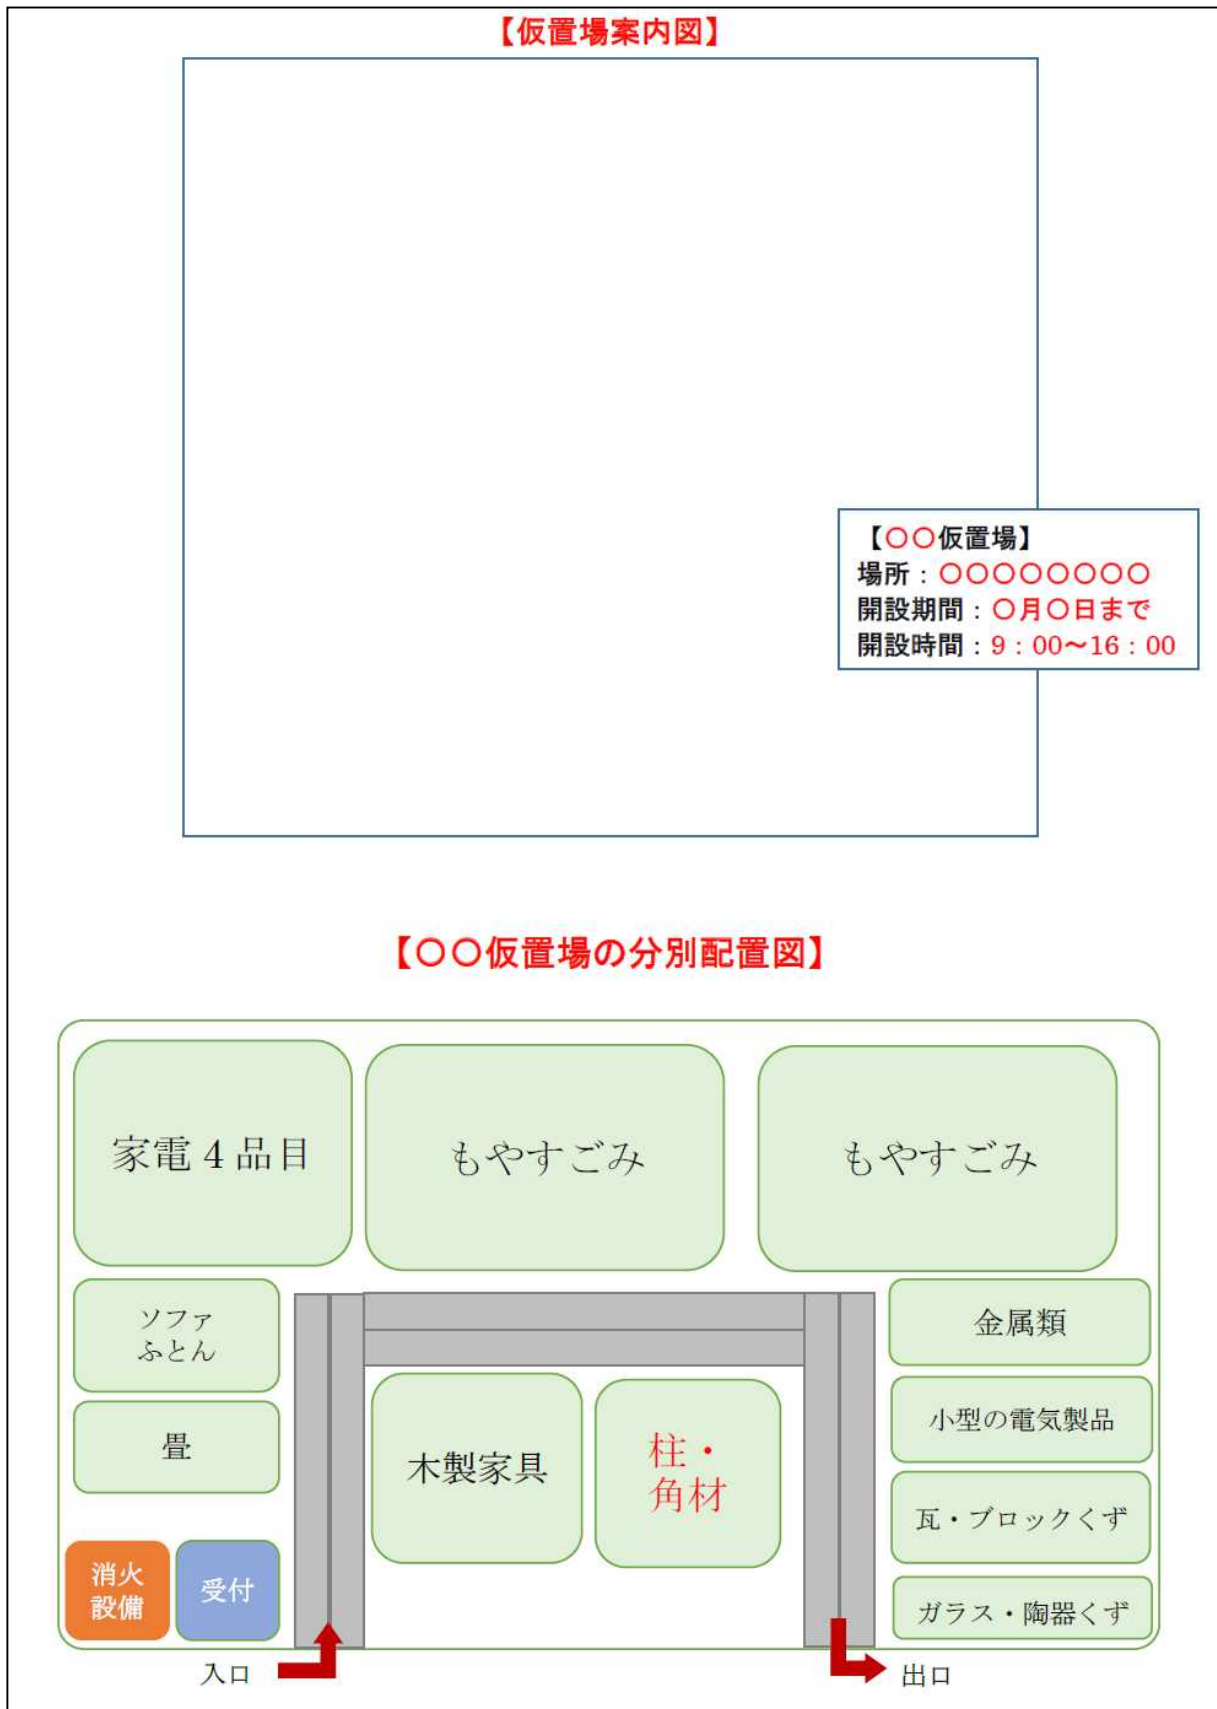 【仮置場案内図】
【〇〇仮置場】
場所：〇〇〇〇〇〇〇〇
開設期間：〇月〇日まで
開設時間：9：00～16：00
【〇〇仮置場の分別配置図】
家電４品目
もやすごみ
もやすごみ
ソファ
ふとん
畳
消火
設備
受付
木製家具
柱・
角材
金属類
小型の電気製品
瓦・ブロックくず
ガラス・陶器くず
入口
出口